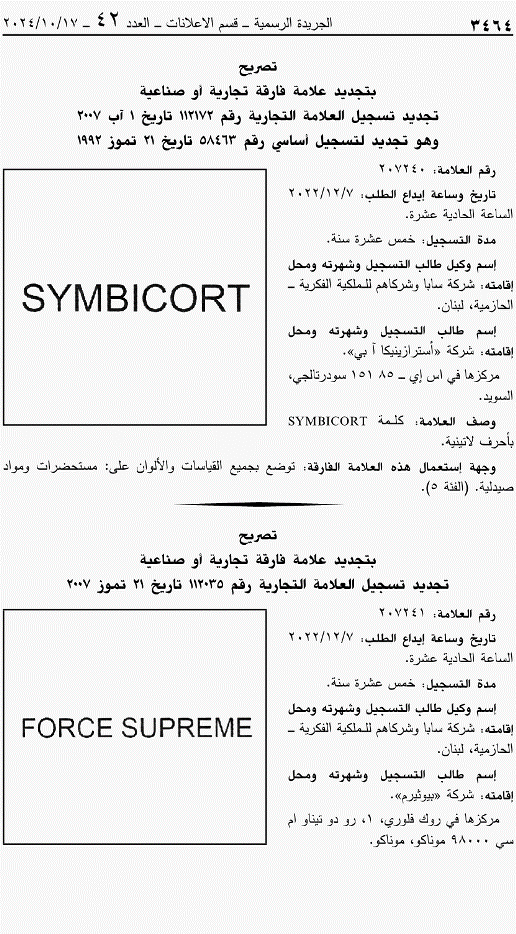 ٣٤٦٤ الجريدة الرسمية ــ قسم الاعلانات ــ العدد ٤٢ ــ ٢٠٢٤/١٠/١٧
تصريح
بتجديد علامة فارقة تجارية أو صناعية
تجديد تسجيل العلامة التجارية رقم ١١٢١٧٢ تاريخ ١ آب ٢٠٠٧
وهو تجديد لتسجيل أساسي رقم ٥٨٤٦٣ تاريخ ٢١ تموز ١٩٩٢
رقم العلامة: ٢٠٧٢٤٠
تاريخ وساعة إيداع الطلب: ٢٠٢٢/١٢/٧
الساعة الحادية عشرة.
مدة التسجيل: خمس عشرة سنة.
إسم وكيل طالب التسجيل وشهرته ومحل
إقامته: شركة سابا وشركاهم للملكية الفكرية ــ
الحازمية، لبنان.
إسم طالب التسجيل وشهرته ومحل
إقامته: شركة «أسترازينيكا آ بي».
مركزها في اس إي ــ ٨٥ ١٥١ سودرتالجي،
السويد.
وصف العلامة: كلمة SYMBICORT
بأحرف لاتينية.
SYMBICORT
وجهة إستعمال هذه العلامة الفارقة: توضع بجميع القياسات والألوان على: مستحضرات ومواد
صيدلية. (الفئة ٥).
تصريح
بتجديد علامة فارقة تجارية أو صناعية
تجديد تسجيل العلامة التجارية رقم ١١٢٠٣٥ تاريخ ٢١ تموز ٢٠٠٧
رقم العلامة: ٢٠٧٢٤١
تاريخ وساعة إيداع الطلب: ٢٠٢٢/١٢/٧
الساعة الحادية عشرة.
مدة التسجيل: خمس عشرة سنة.
إسم وكيل طالب التسجيل وشهرته ومحل
إقامته: شركة سابا وشركاهم للملكية الفكرية ــ
الحازمية، لبنان.
إسم طالب التسجيل وشهرته ومحل
إقامته: شركة «بيوثيرم».
مركزها في روك فلوري، ١، رو دو تيناو ام
سي ٩٨٠٠٠ موناكو، موناكو.
FORCE SUPREME